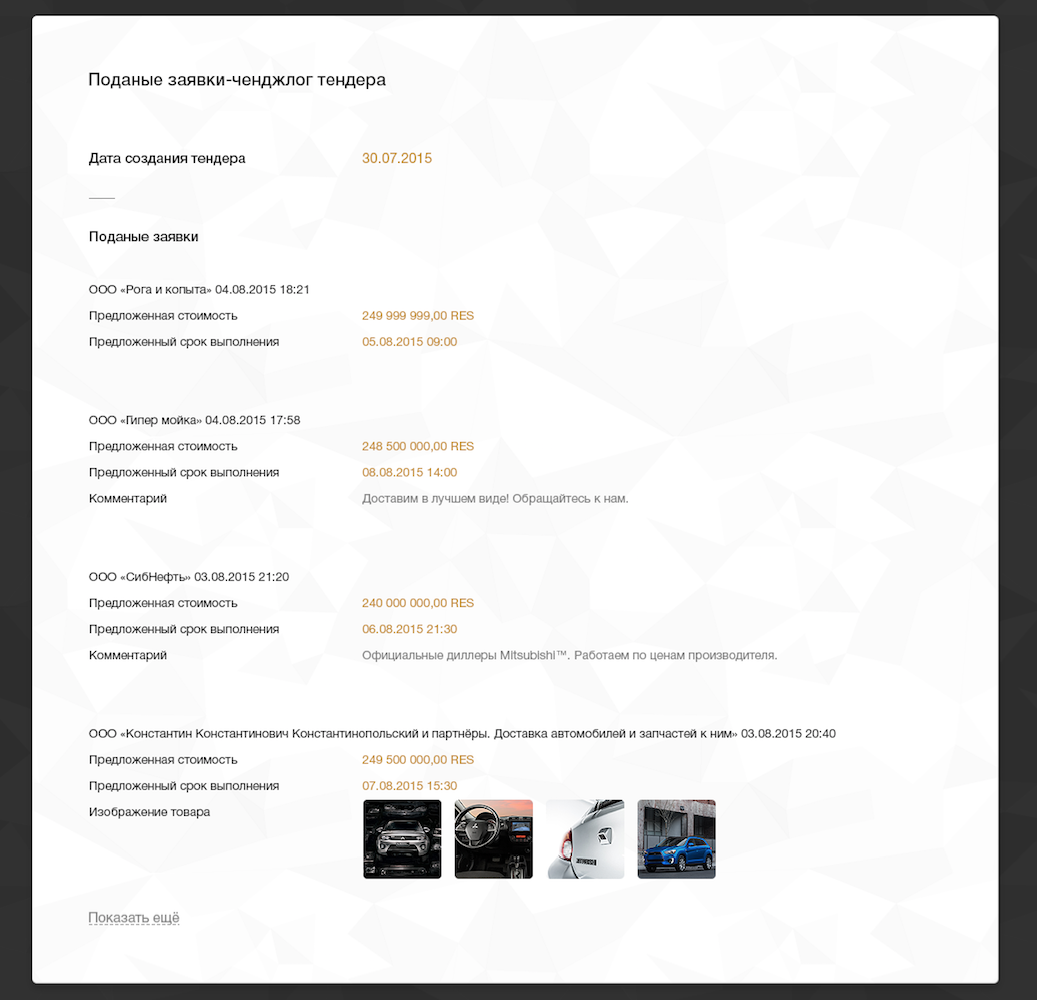 Поданые заявки-ченджлог тендера
Дата создания тендера 30.07.2015
Поданые заявки
ООО «Рога и копыта» 04.08.2015 18:21
Предложенная стоимость 249 999 999,00 RES
Предложенный срок выполнения 05.08.2015 09:00
ООО «Гипер мойка» 04.08.2015 17:58
Предложенная стоимость 248 500 000,00 RES
Предложенный срок выполнения 08.08.2015 14:00
Комментарий Доставим в лучшем виде! Обращайтесь к нам.
ООО «СибНефть» 03.08.2015 21:20
Предложенная стоимость 240 000 000,00 RES
Предложенный срок выполнения 06.08.2015 21:30
Комментарий Официальные диллеры Mitsubishi™. Работаем по ценам производителя.
ООО «Константин Константинович Константинопольский и партнёры. Доставка автомобилей и запчастей к ним» 03.08.2015 20:40
Предложенная стоимость 249 500 000,00 RES
Предложенный срок выполнения 07.08.2015 15:30
Изображение товара
Показать ещё